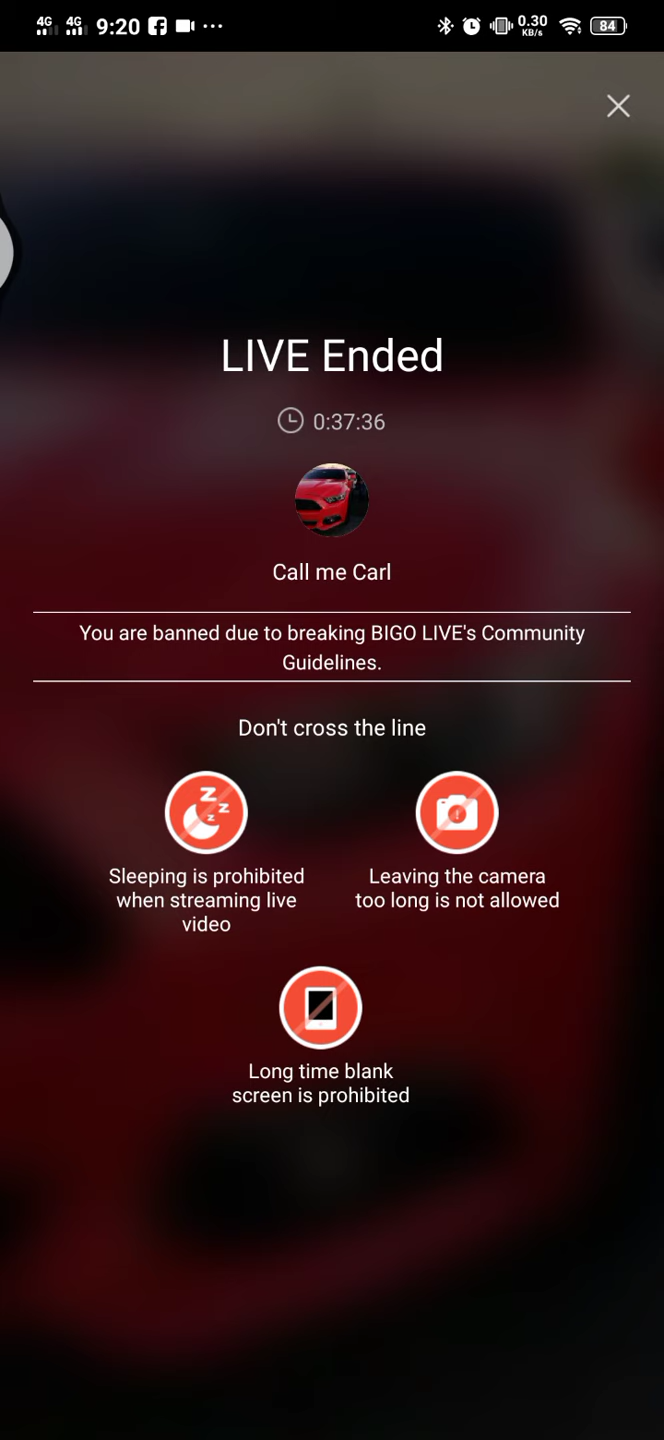 4G 4G 9:20 0.30 KB/s 84
LIVE Ended
0:37:36
Call me Carl
You are banned due to breaking BIGO LIVE's Community
Guidelines.
Don't cross the line
Z z z
Sleeping is prohibited
when streaming live
video
Leaving the camera
too long is not allowed
Long time blank
screen is prohibited